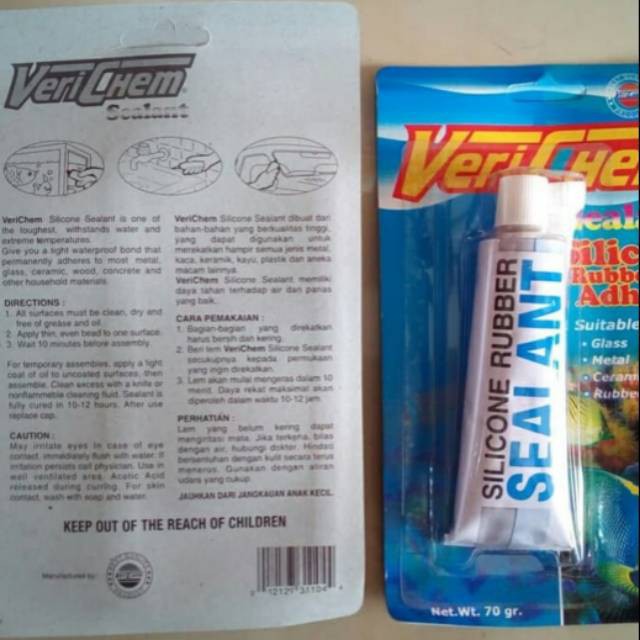 VeriChem
Sealant
VeriChem Silicone Sealant is one of
the toughest, withstands water and
extreme temperatures.
Give you a tight waterproof bond that
permanently adheres to most metal,
glass, ceramic, wood, concrete and
other household materials.
DIRECTIONS :
1. All surfaces must be clean, dry and
free of grease and oil.
2. Apply thin, even bead to one surface.
3. Wait 10 minutes before assembly.
For temporary assembles, apply a light
coat of oil to uncoated surfaces, then
assemble. Clean excess with a knife or
nonflammeble cleaning fluid. Sealant is
fully cured in 10-12 hours. After use
replace cap.
CAUTION :
May irritate eyes. In case of eye
contact, immediately flush with water. If
irritation persists call physician. Use in
well ventilated area. Acetic Acid
released during curring. For skin
contact, wash with soap and water.
VeriChem Silicone Sealant dibuat dari
bahan-bahan yang berkualitas tinggi,
yang dapat digunakan untuk
merekatkan hampir semua jenis metal,
kaca, keramik, kayu, plastik dan aneka
macam lainnya.
VeriChem Silicone Sealant memiliki
daya tahan terhadap air dan panas
yang baik.
CARA PEMAKAIAN :
1. Bagian-bagian yang direkatkan
harus bersih dan kering.
2. Beri lem VeriChem Silicone Sealant
secukupnya kepada permukaan
yang ingin direkatkan.
3. Lem akan mulai mengeras dalam 10
menit. Daya rekat maksimal akan
diperoleh dalam waktu 10-12 jam.
PERHATIAN :
Lem yang belum kering dapat
mengiritasi mata. Jika terkena, bilas
dengan air, hubungi dokter. Hindari
bersentuhan dengan kulit secara terus
menerus. Gunakan dengan aliran
udara yang cukup.
JAUHKAN DARI JANGKAUAN ANAK KECIL.
KEEP OUT OF THE REACH OF CHILDREN
Manufactured by:
VeriChe
Seal
Silic
Rubb
Adh
Suitable
• Glass
• Metal
• Ceram
• Rubbe
SILICONE RUBBER
SEALANT
Net.Wt. 70 gr.